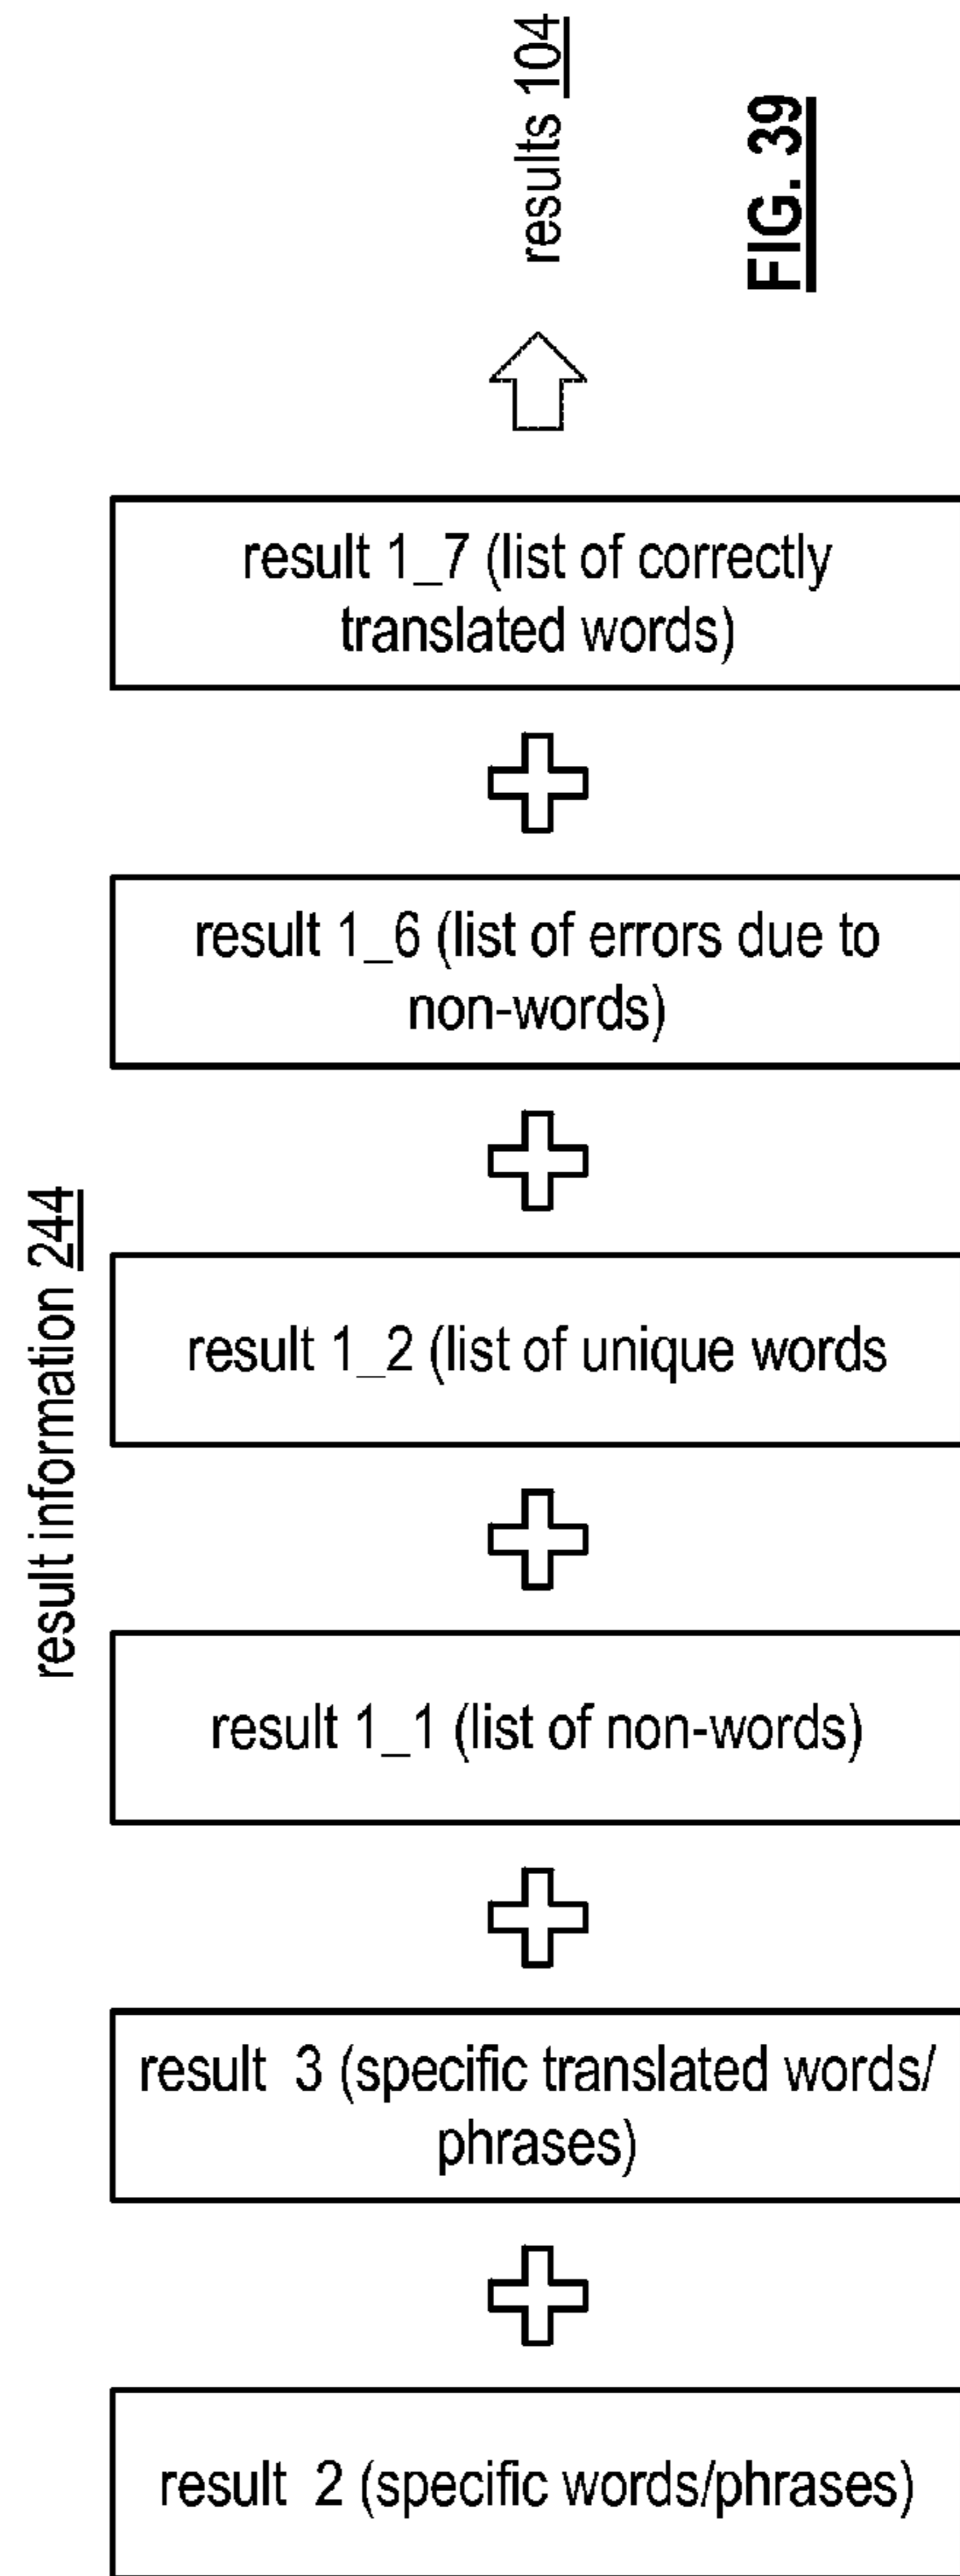 results 104
FIG. 39
result 1_7 (list of correctly
translated words)
result 1_6 (list of errors due to
non-words)
result information 244
result 1_2 (list of unique words
result 1_1 (list of non-words)
result 3 (specific translated words/
phrases)
result 2 (specific words/phrases)